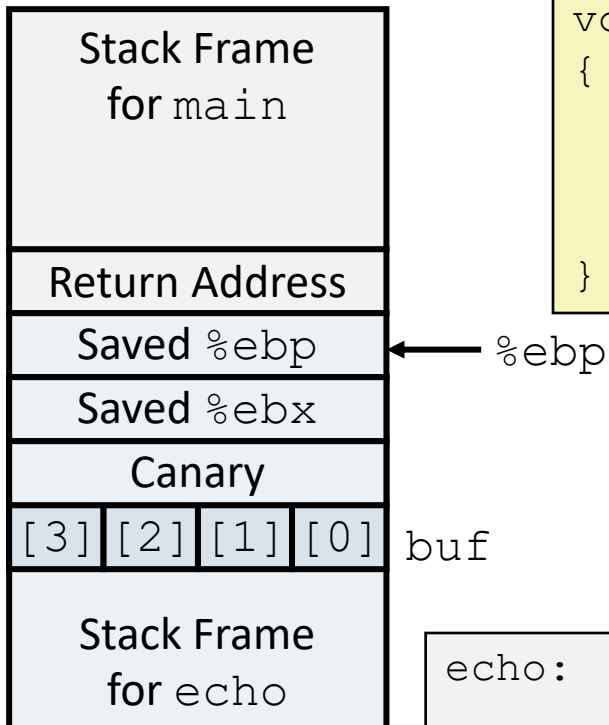 Stack Frame
for main
Return Address
Saved %ebp
%ebp
Saved %ebx
Canary
[3] [2] [1] [0]
buf
Stack Frame
for echo
{
}
echo: